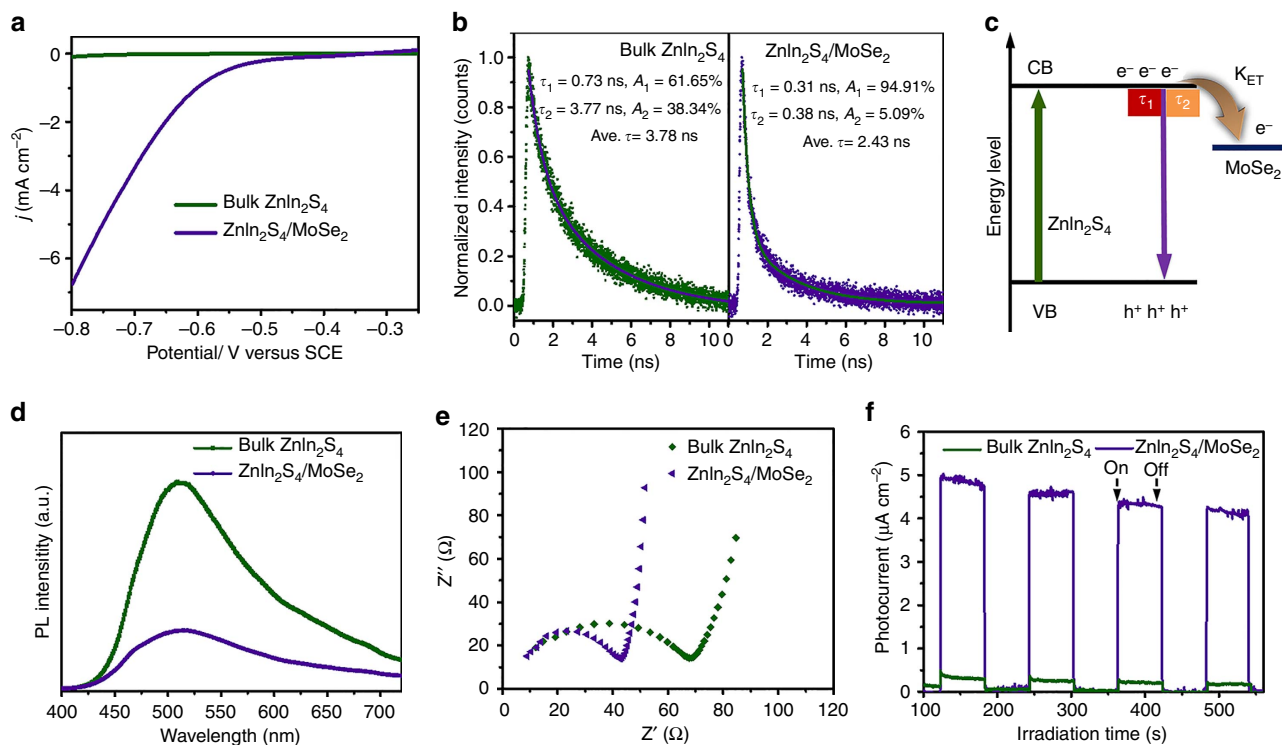 a
0
−2
−4
−6
j (mA cm⁻²)
Bulk ZnIn₂S₄
ZnIn₂S₄/MoSe₂
−0.8 −0.7 −0.6 −0.5 −0.4 −0.3
Potential/ V versus SCE
b
Normalized intensity (counts)
1.0
0.8
0.6
0.4
0.2
0.0
Bulk ZnIn₂S₄
τ₁ = 0.73 ns, A₁ = 61.65%
τ₂ = 3.77 ns, A₂ = 38.34%
Ave. τ= 3.78 ns
0 2 4 6 8 10
Time (ns)
ZnIn₂S₄/MoSe₂
τ₁ = 0.31 ns, A₁ = 94.91%
τ₂ = 0.38 ns, A₂ = 5.09%
Ave. τ = 2.43 ns
0 2 4 6 8 10
Time (ns)
c
Energy level
CB
e⁻ e⁻ e⁻
K_ET
τ₁ τ₂
e⁻
MoSe₂
ZnIn₂S₄
VB
h⁺ h⁺ h⁺
d
PL intensitity (a.u.)
Bulk ZnIn₂S₄
ZnIn₂S₄/MoSe₂
400 450 500 550 600 650 700
Wavelength (nm)
e
120
100
80
60
40
20
0
Z′′ (Ω)
Bulk ZnIn₂S₄
ZnIn₂S₄/MoSe₂
0 20 40 60 80 100 120
Z′ (Ω)
f
6
5
4
3
2
1
0
Photocurrent (μA cm⁻²)
Bulk ZnIn₂S₄ ZnIn₂S₄/MoSe₂
On Off
100 200 300 400 500
Irradiation time (s)